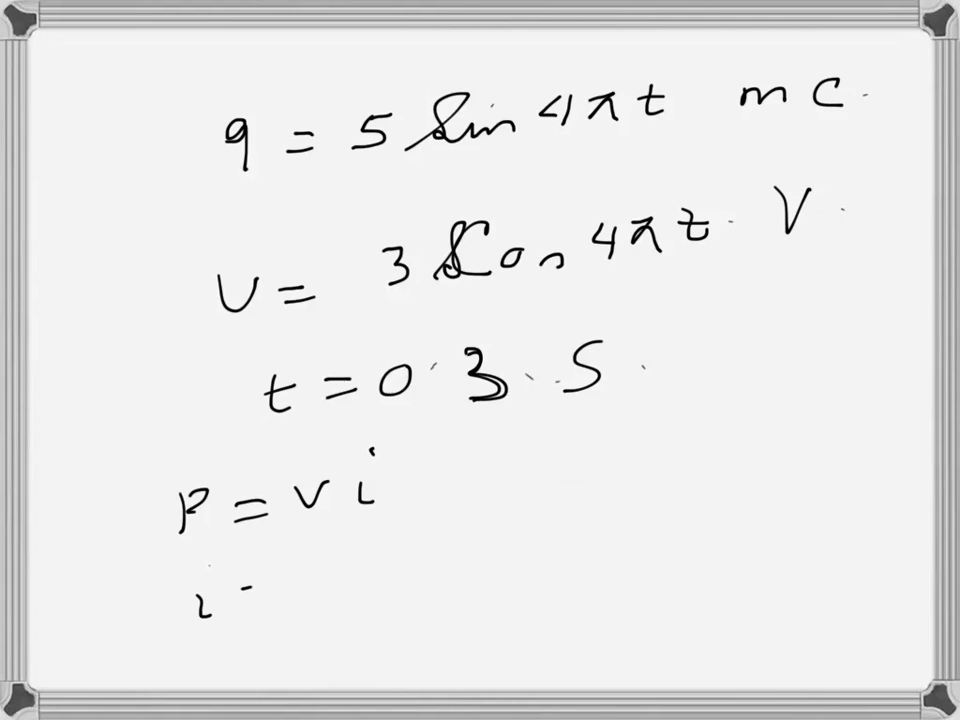 q = 5 Sin 4πt mC.
v = 3 Cos 4πt. V.
t = 0.3 S.
P = vi
i =